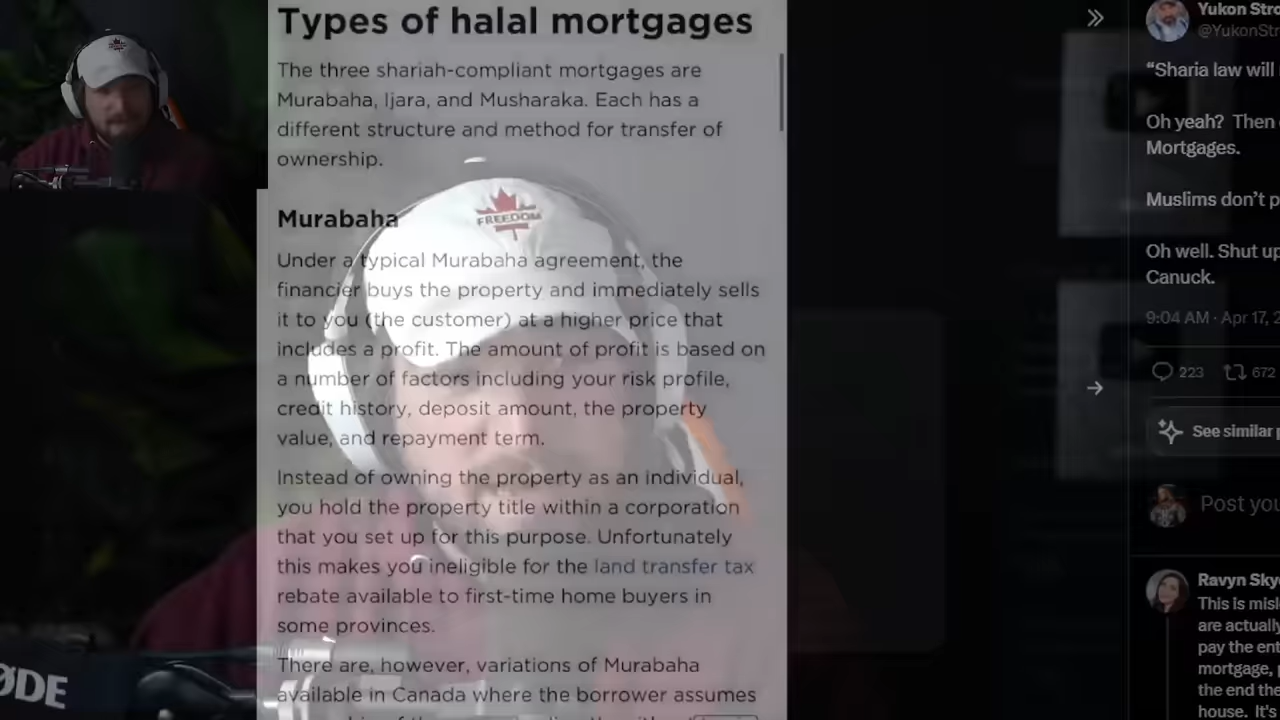 Types of halal mortgages
The three shariah-compliant mortgages are
Murabaha, Ijara, and Musharaka. Each has a
different structure and method for transfer of
ownership.
Murabaha
Under a typical Murabaha agreement, the
financier buys the property and immediately sells
it to you (the customer) at a higher price that
includes a profit. The amount of profit is based on
a number of factors including your risk profile,
credit history, deposit amount, the property
value, and repayment term.
Instead of owning the property as an individual,
you hold the property title within a corporation
that you set up for this purpose. Unfortunately
this makes you ineligible for the land transfer tax
rebate available to first-time home buyers in
some provinces.
There are, however, variations of Murabaha
available in Canada where the borrower assumes
FREEDOM
ØDE
Yukon Stro
@YukonStr
“Sharia law will
Oh yeah? Then
Mortgages.
Muslims don’t p
Oh well. Shut up
Canuck.
9:04 AM · Apr 17, 2
223 672
See similar p
Post you
Ravyn Sky
This is misl
are actually
pay the ent
mortgage, p
the end the
house. It's